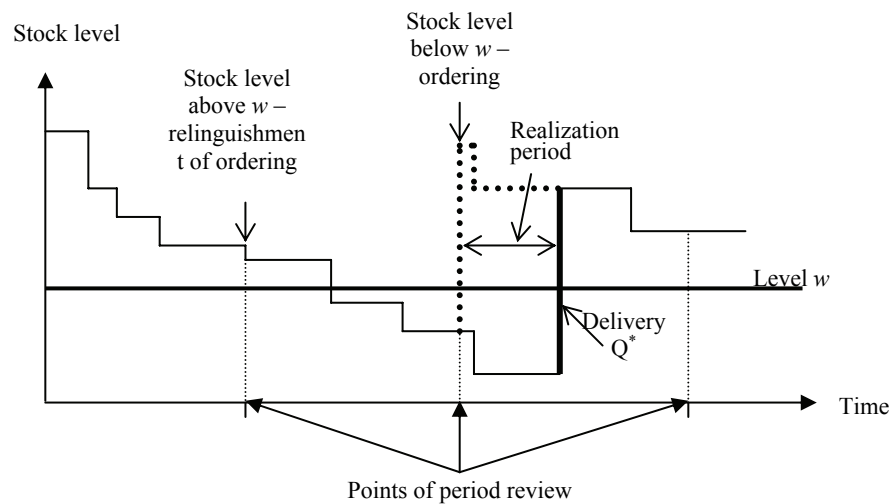 Stock level
Stock level
above w –
relinguishmen
t of ordering
Stock level
below w –
ordering
Realization
period
Level w
Delivery
Q*
Time
Points of period review